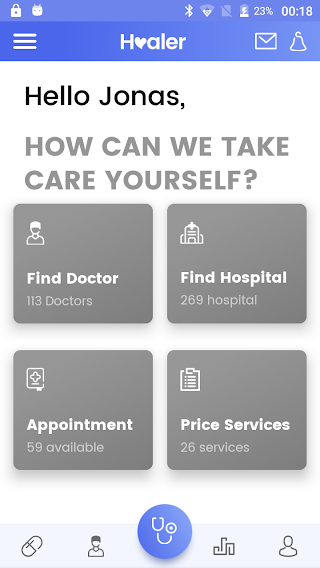 23% 00:18
Healer
Hello Jonas,
HOW CAN WE TAKE
CARE YOURSELF?
Find Doctor
113 Doctors
Find Hospital
269 hospital
Appointment
59 available
Price Services
26 services